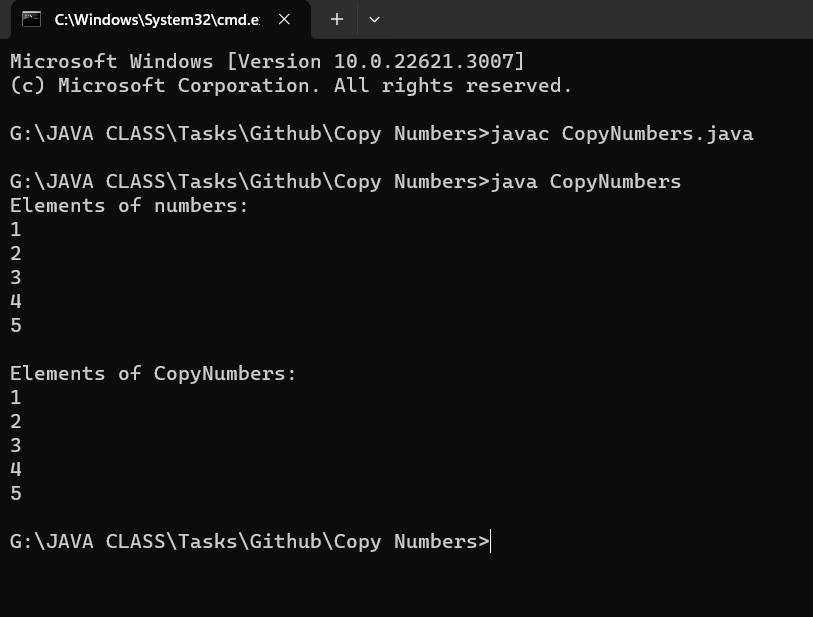 C:\Windows\System32\cmd.e
Microsoft Windows [Version 10.0.22621.3007]
(c) Microsoft Corporation. All rights reserved.
G:\JAVA CLASS\Tasks\Github\Copy Numbers>javac CopyNumbers.java
G:\JAVA CLASS\Tasks\Github\Copy Numbers>java CopyNumbers
Elements of numbers:
1
2
3
4
5
Elements of CopyNumbers:
1
2
3
4
5
G:\JAVA CLASS\Tasks\Github\Copy Numbers>